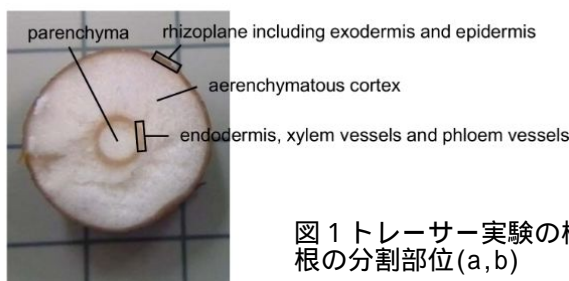 parenchyma
rhizoplane including exodermis and epidermis
aerenchymatous cortex
endodermis, xylem vessels and phloem vessels
図1トレーサー実験の
根の分割部位(a,b)